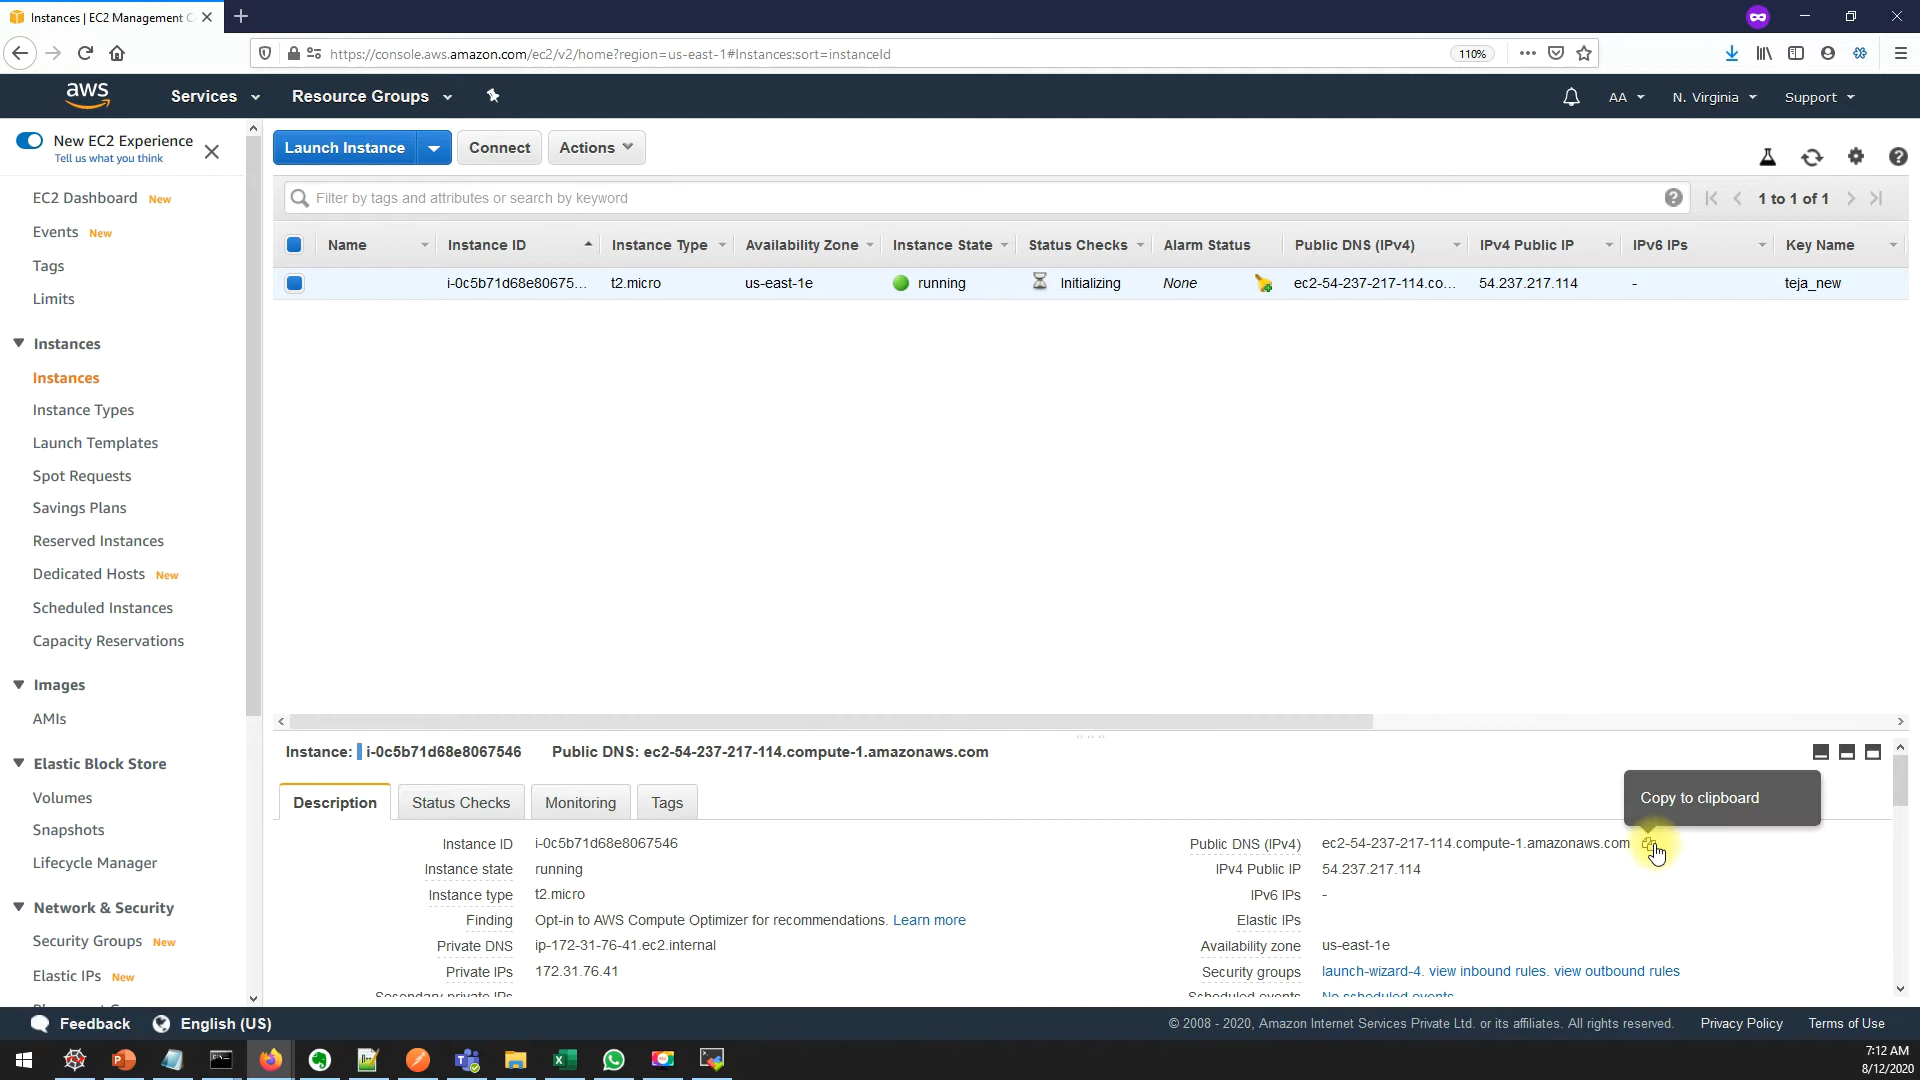 Instances | EC2 Management C
https://console.aws.amazon.com/ec2/v2/home?region=us-east-1#Instances:sort=instanceId
110%
aws
Services
Resource Groups
AA
N. Virginia
Support
New EC2 Experience
Tell us what you think
EC2 Dashboard New
Events New
Tags
Limits
Instances
Instances
Instance Types
Launch Templates
Spot Requests
Savings Plans
Reserved Instances
Dedicated Hosts New
Scheduled Instances
Capacity Reservations
Images
AMIs
Elastic Block Store
Volumes
Snapshots
Lifecycle Manager
Network & Security
Security Groups New
Elastic IPs New
Launch Instance
Connect
Actions
Filter by tags and attributes or search by keyword
1 to 1 of 1
Name Instance ID Instance Type Availability Zone Instance State Status Checks Alarm Status Public DNS (IPv4) IPv4 Public IP IPv6 IPs Key Name
i-0c5b71d68e80675... t2.micro us-east-1e running Initializing None ec2-54-237-217-114.co... 54.237.217.114 - teja_new
Instance: i-0c5b71d68e8067546 Public DNS: ec2-54-237-217-114.compute-1.amazonaws.com
Copy to clipboard
Description
Status Checks
Monitoring
Tags
Instance ID i-0c5b71d68e8067546
Instance state running
Instance type t2.micro
Finding Opt-in to AWS Compute Optimizer for recommendations. Learn more
Private DNS ip-172-31-76-41.ec2.internal
Private IPs 172.31.76.41
Secondary private IPs
Public DNS (IPv4) ec2-54-237-217-114.compute-1.amazonaws.com
IPv4 Public IP 54.237.217.114
IPv6 IPs -
Elastic IPs
Availability zone us-east-1e
Security groups launch-wizard-4. view inbound rules. view outbound rules
Scheduled events No scheduled events
Feedback
English (US)
© 2008 - 2020, Amazon Internet Services Private Ltd. or its affiliates. All rights reserved.
Privacy Policy
Terms of Use
7:12 AM
8/12/2020